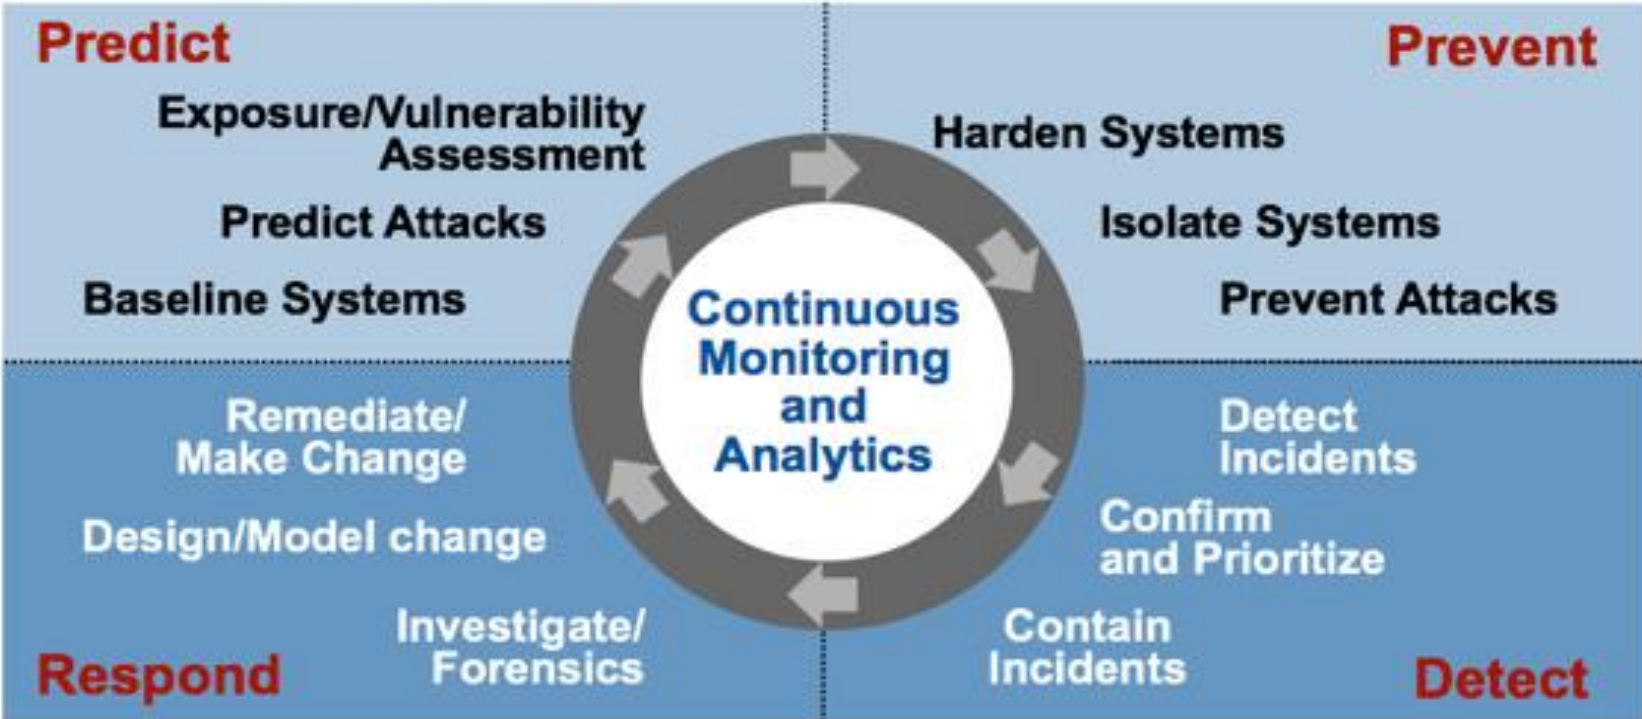 Predict
Exposure/Vulnerability
Assessment
Predict Attacks
Baseline Systems
Prevent
Harden Systems
Isolate Systems
Prevent Attacks
Continuous
Monitoring
and
Analytics
Remediate/
Make Change
Design/Model change
Investigate/
Forensics
Respond
Detect
Incidents
Confirm
and Prioritize
Contain
Incidents
Detect